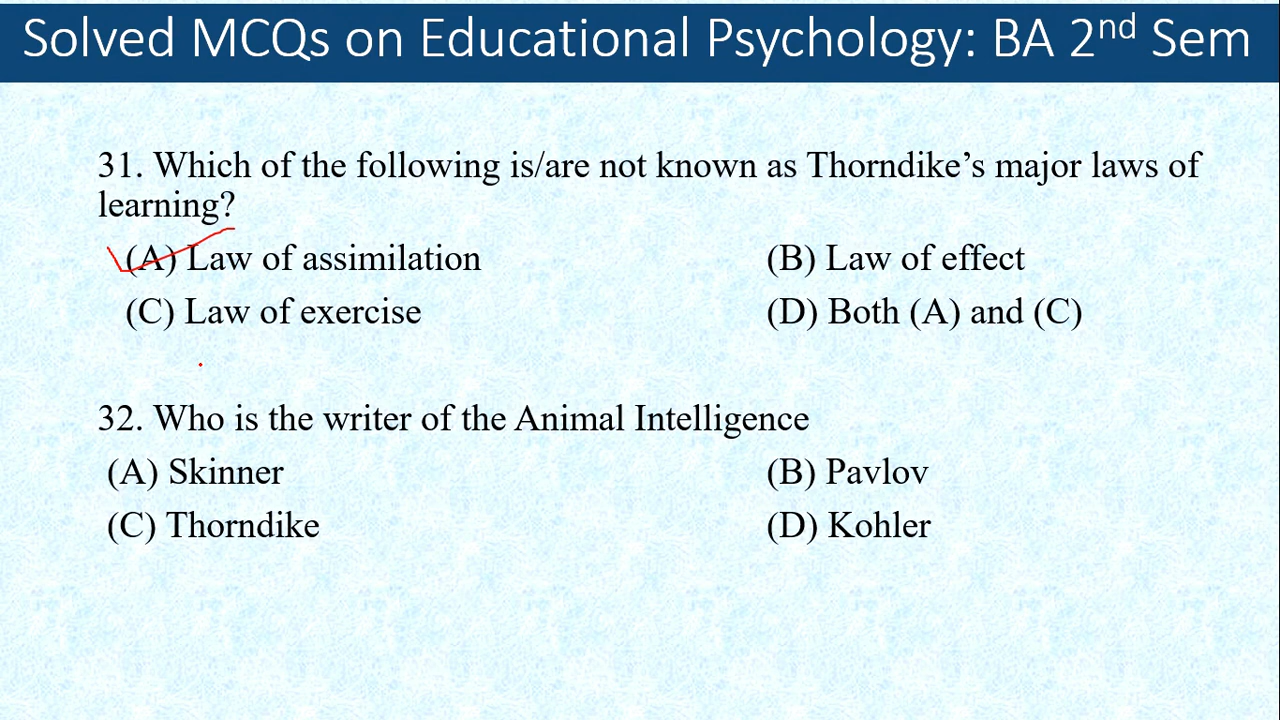 Solved MCQs on Educational Psychology: BA 2nd Sem
31. Which of the following is/are not known as Thorndike’s major laws of
learning?
(A) Law of assimilation (B) Law of effect
(C) Law of exercise (D) Both (A) and (C)
32. Who is the writer of the Animal Intelligence
(A) Skinner (B) Pavlov
(C) Thorndike (D) Kohler